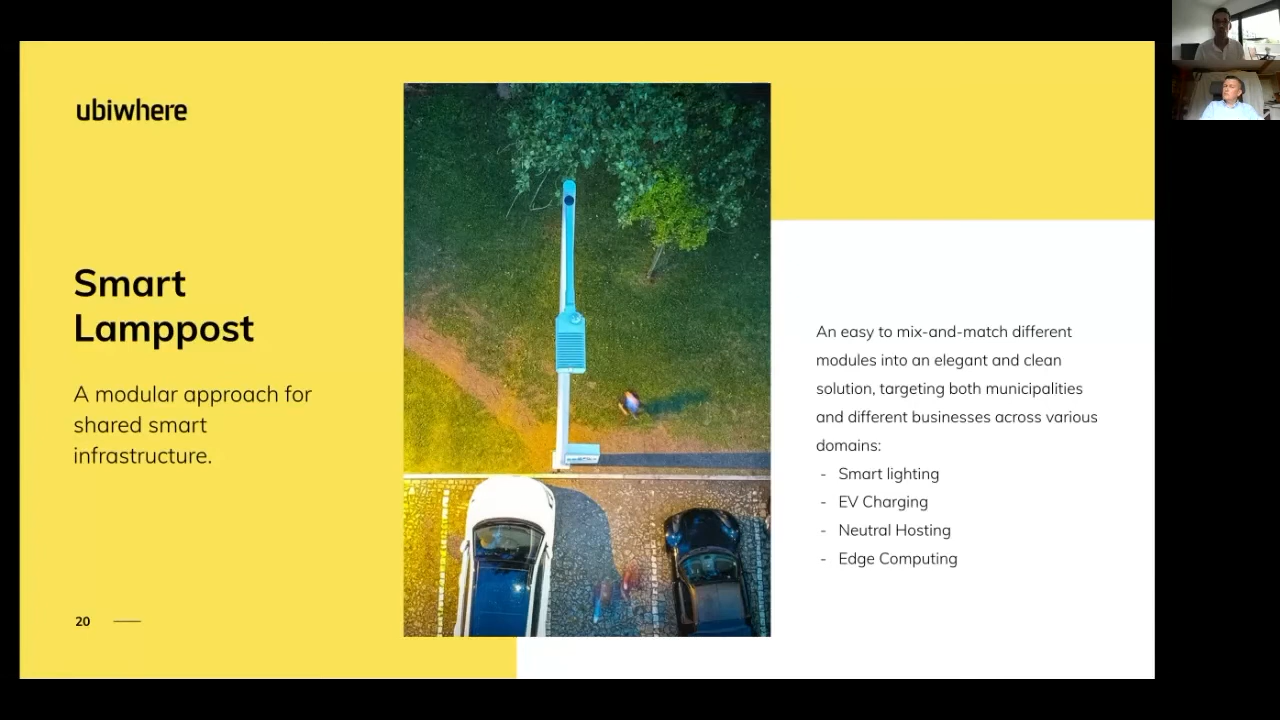 ubiwhere
Smart
Lamppost
A modular approach for
shared smart
infrastructure.
20
An easy to mix-and-match different
modules into an elegant and clean
solution, targeting both municipalities
and different businesses across various
domains:
- Smart lighting
- EV Charging
- Neutral Hosting
- Edge Computing